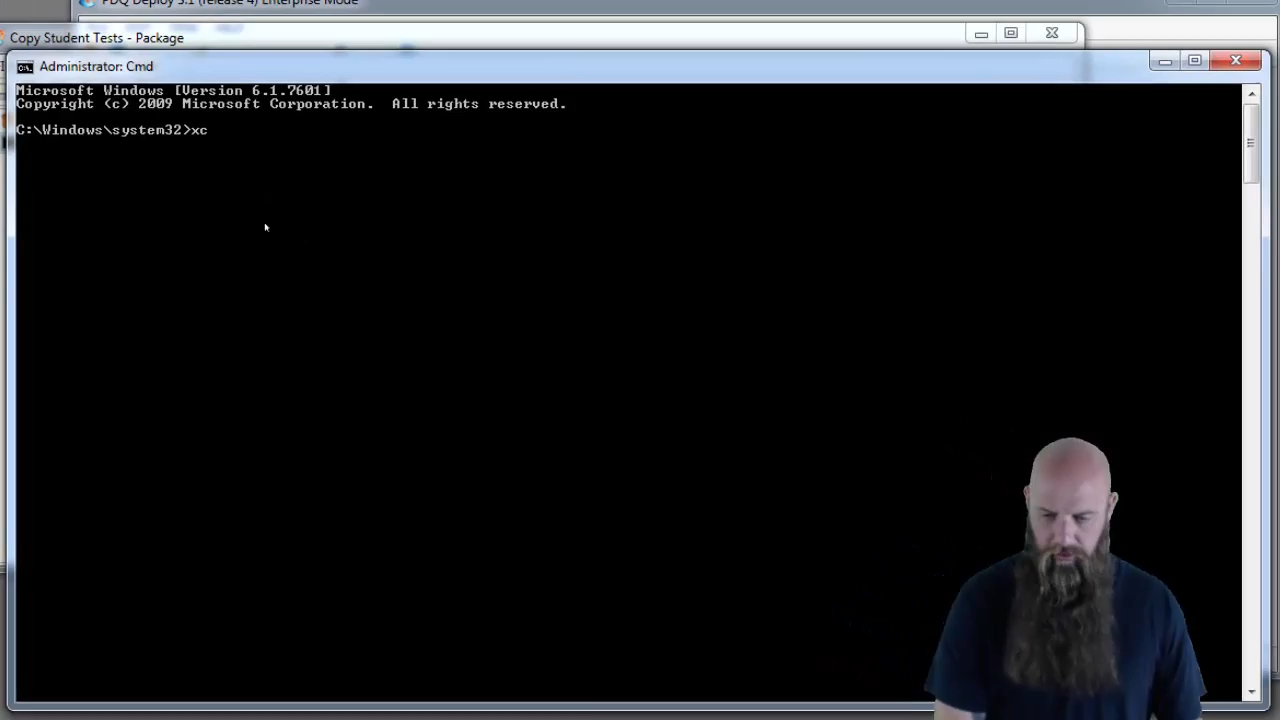 PDQ Deploy 3.1 (release 4) Enterprise Mode
Copy Student Tests - Package
Administrator: Cmd
Microsoft Windows [Version 6.1.7601]
Copyright (c) 2009 Microsoft Corporation.  All rights reserved.
C:\Windows\system32>xc